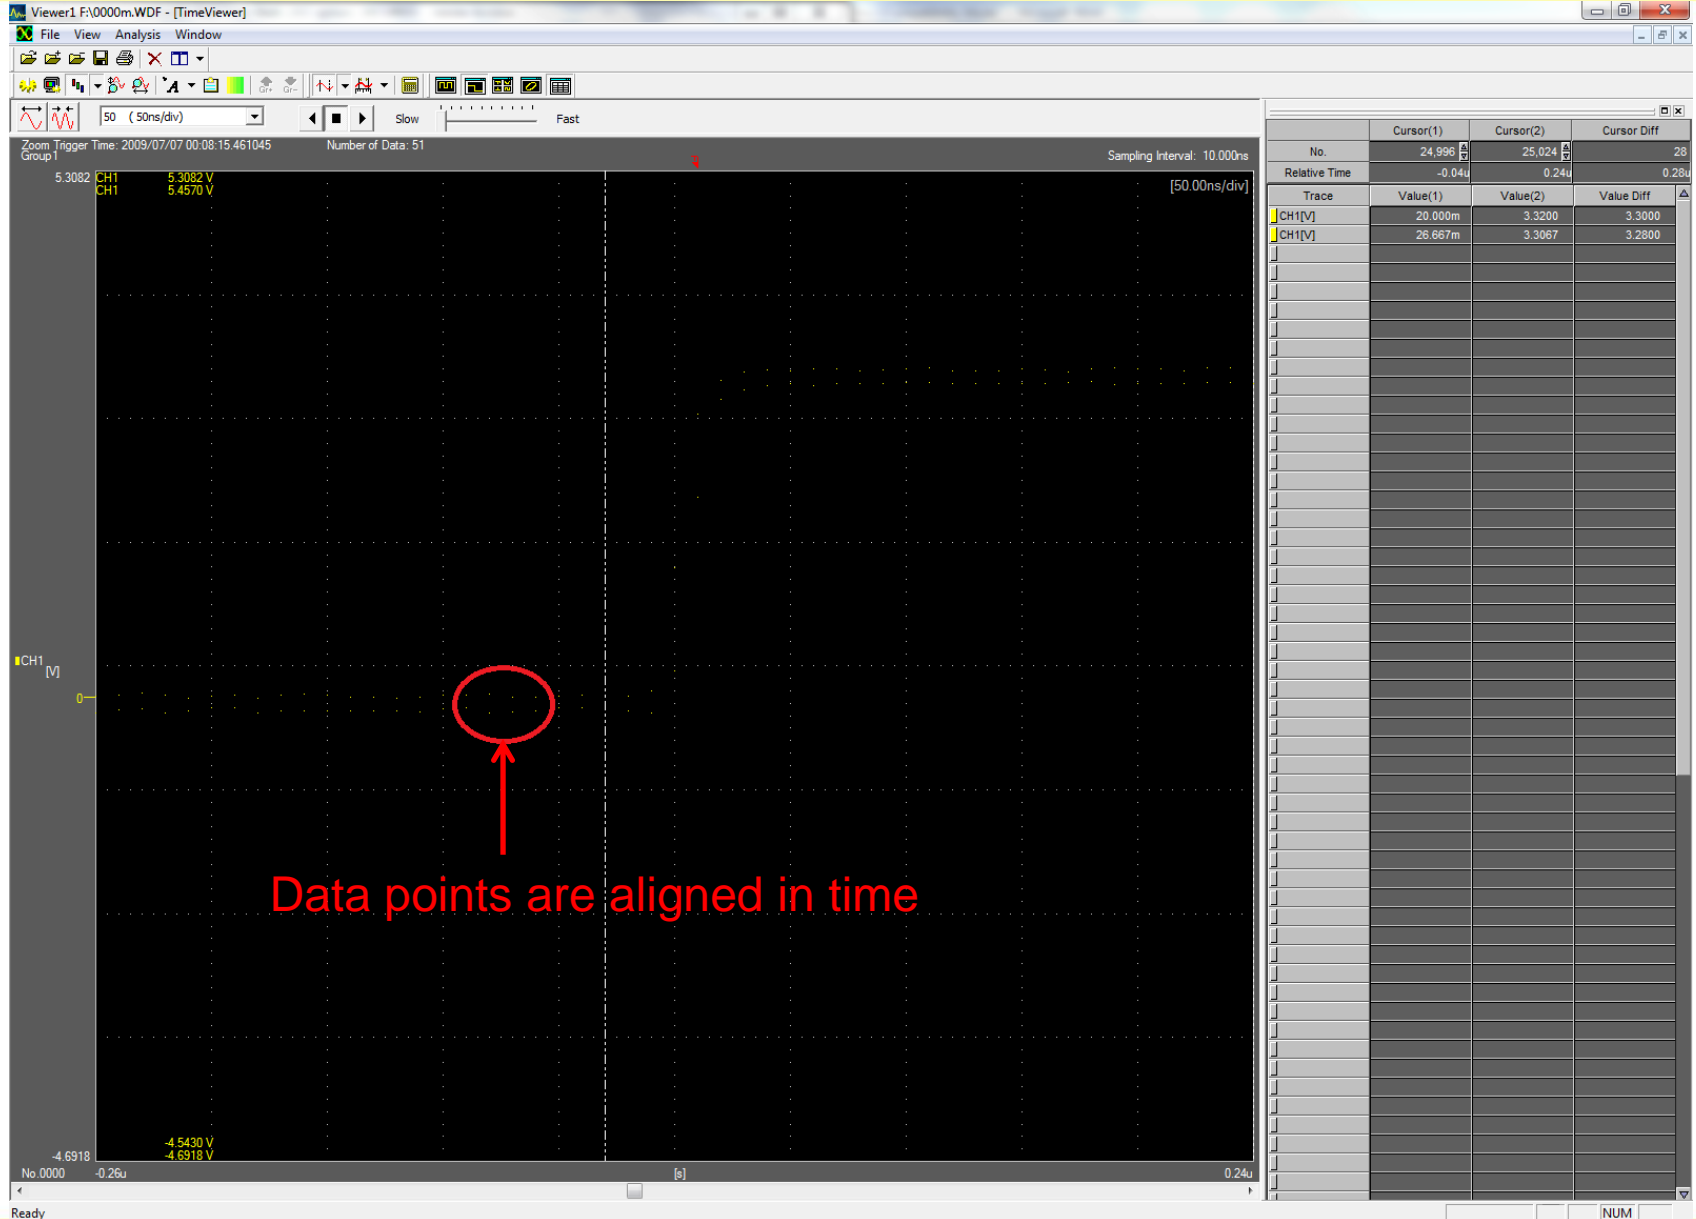 Viewer1 F:\0000m.WDF - [TimeViewer]
File View Analysis Window
50 (50ns/div)
Slow
Fast
Zoom Trigger Time: 2009/07/07 00:08:15.461045
Number of Data: 51
Group1
Sampling Interval: 10.000ns
5.3082
CH1 5.3082 V
CH1 5.4570 V
[50.00ns/div]
CH1
[V]
0
Data points are aligned in time
-4.5430 V
-4.6918
-4.6918 V
No.0000
-0.26u
[s]
0.24u
Cursor(1) Cursor(2) Cursor Diff
No. 24,996 25,024 28
Relative Time -0.04u 0.24u 0.28u
Trace Value(1) Value(2) Value Diff
CH1[V] 20.000m 3.3200 3.3000
CH1[V] 26.667m 3.3067 3.2800
Ready
NUM